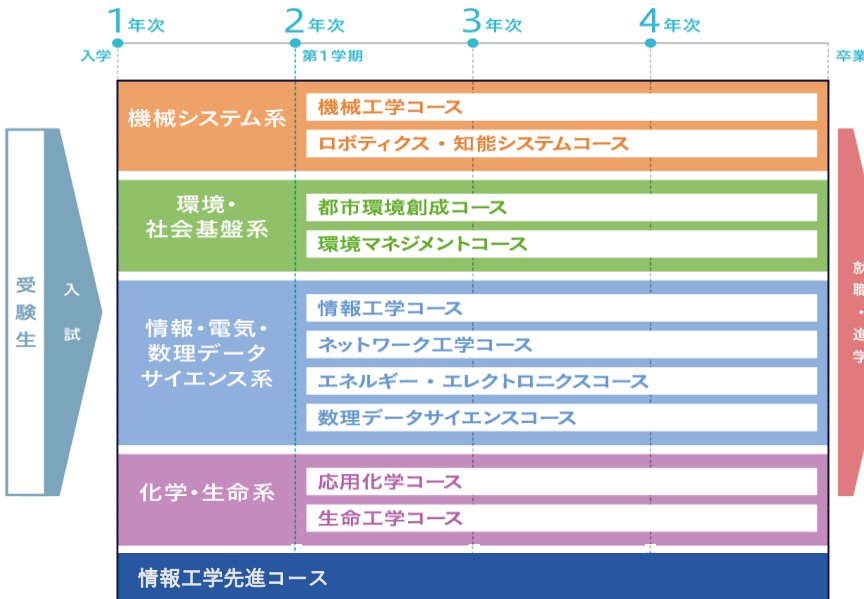 1年次
2年次
3年次
4年次
入学
第1学期
卒業
受験生
入試
機械システム系
機械工学コース
ロボティクス・知能システムコース
環境・
社会基盤系
都市環境創成コース
環境マネジメントコース
情報・電気・
数理データ
サイエンス系
情報工学コース
ネットワーク工学コース
エネルギー・エレクトロニクスコース
数理データサイエンスコース
化学・生命系
応用化学コース
生命工学コース
情報工学先進コース
就職・進学